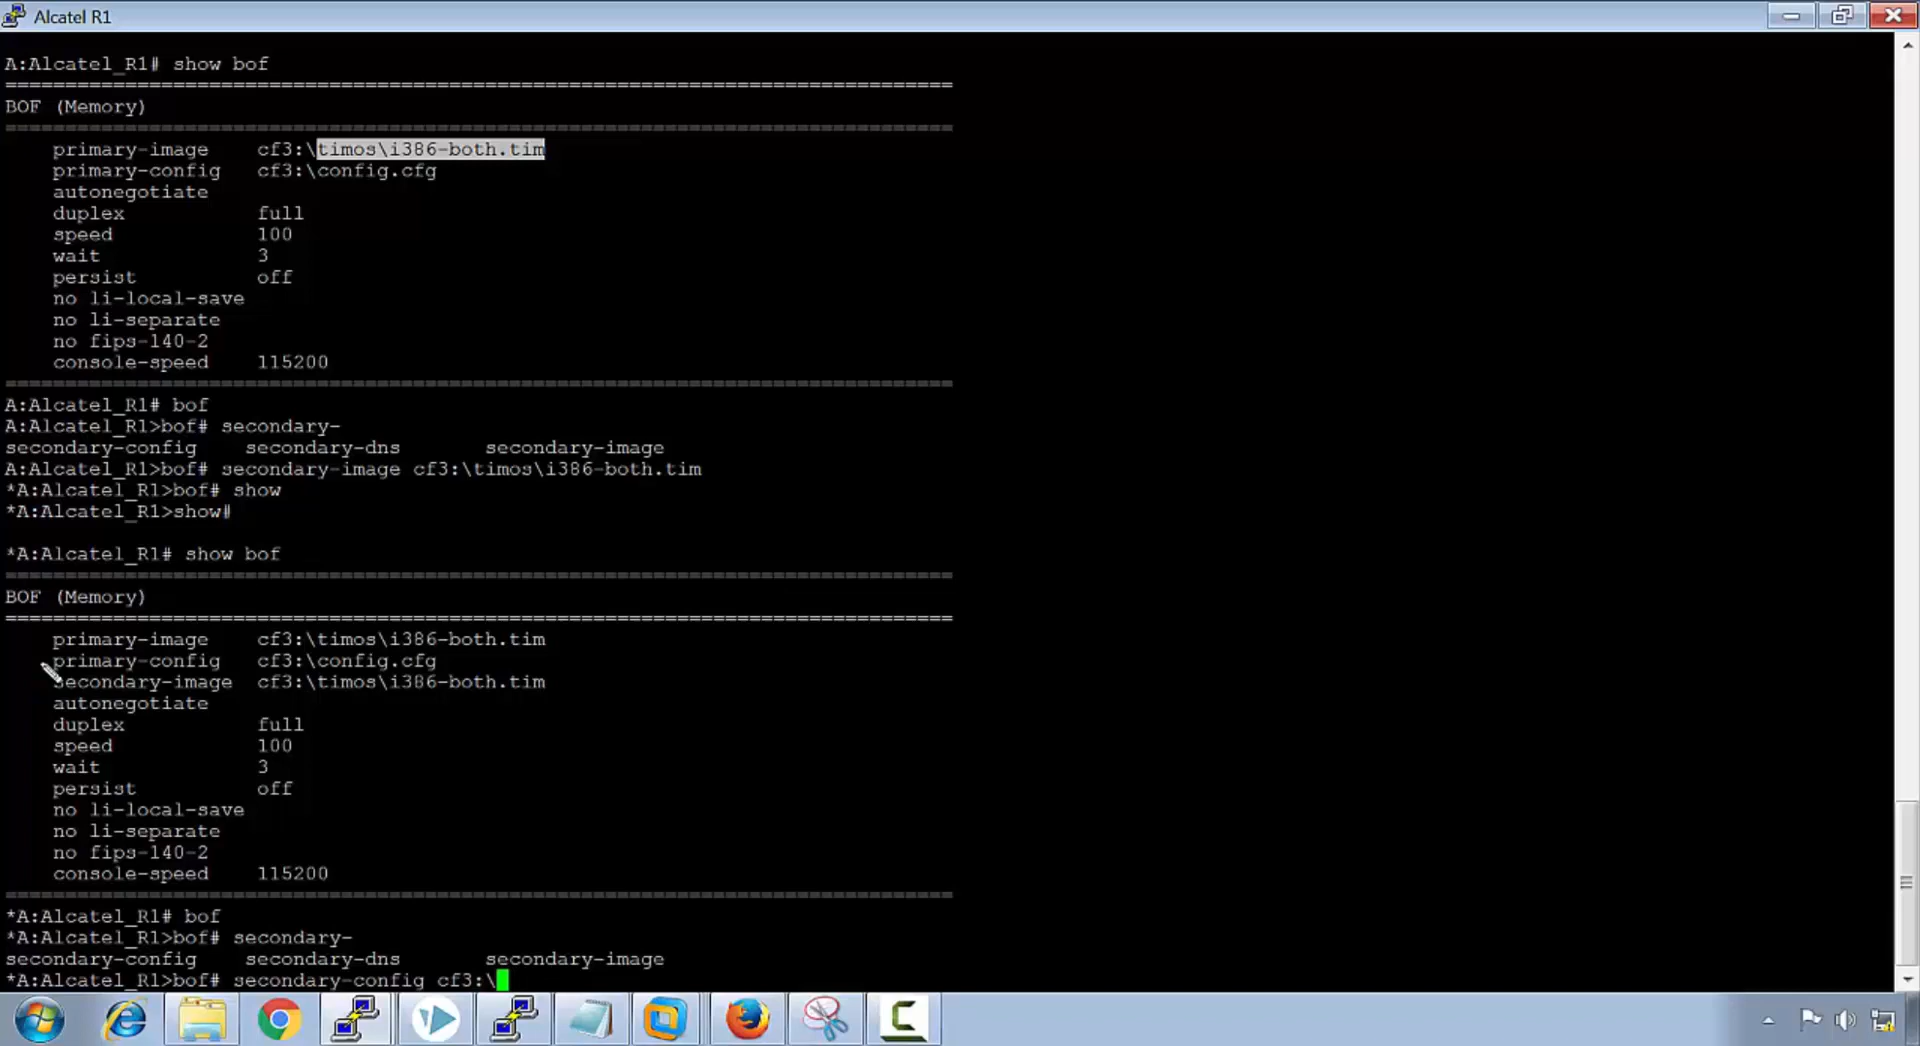 Alcatel R1
A:Alcatel_R1# show bof
===============================================================================
BOF (Memory)
===============================================================================
    primary-image    cf3:\timos\i386-both.tim
    primary-config   cf3:\config.cfg
    autonegotiate
    duplex           full
    speed            100
    wait             3
    persist          off
    no li-local-save
    no li-separate
    no fips-140-2
    console-speed    115200
===============================================================================
A:Alcatel_R1# bof
A:Alcatel_R1>bof# secondary-
secondary-config    secondary-dns       secondary-image
A:Alcatel_R1>bof# secondary-image cf3:\timos\i386-both.tim
*A:Alcatel_R1>bof# show
*A:Alcatel_R1>show#
*A:Alcatel_R1# show bof
===============================================================================
BOF (Memory)
===============================================================================
    primary-image    cf3:\timos\i386-both.tim
    primary-config   cf3:\config.cfg
    secondary-image  cf3:\timos\i386-both.tim
    autonegotiate
    duplex           full
    speed            100
    wait             3
    persist          off
    no li-local-save
    no li-separate
    no fips-140-2
    console-speed    115200
===============================================================================
*A:Alcatel_R1# bof
*A:Alcatel_R1>bof# secondary-
secondary-config    secondary-dns       secondary-image
*A:Alcatel_R1>bof# secondary-config cf3:\